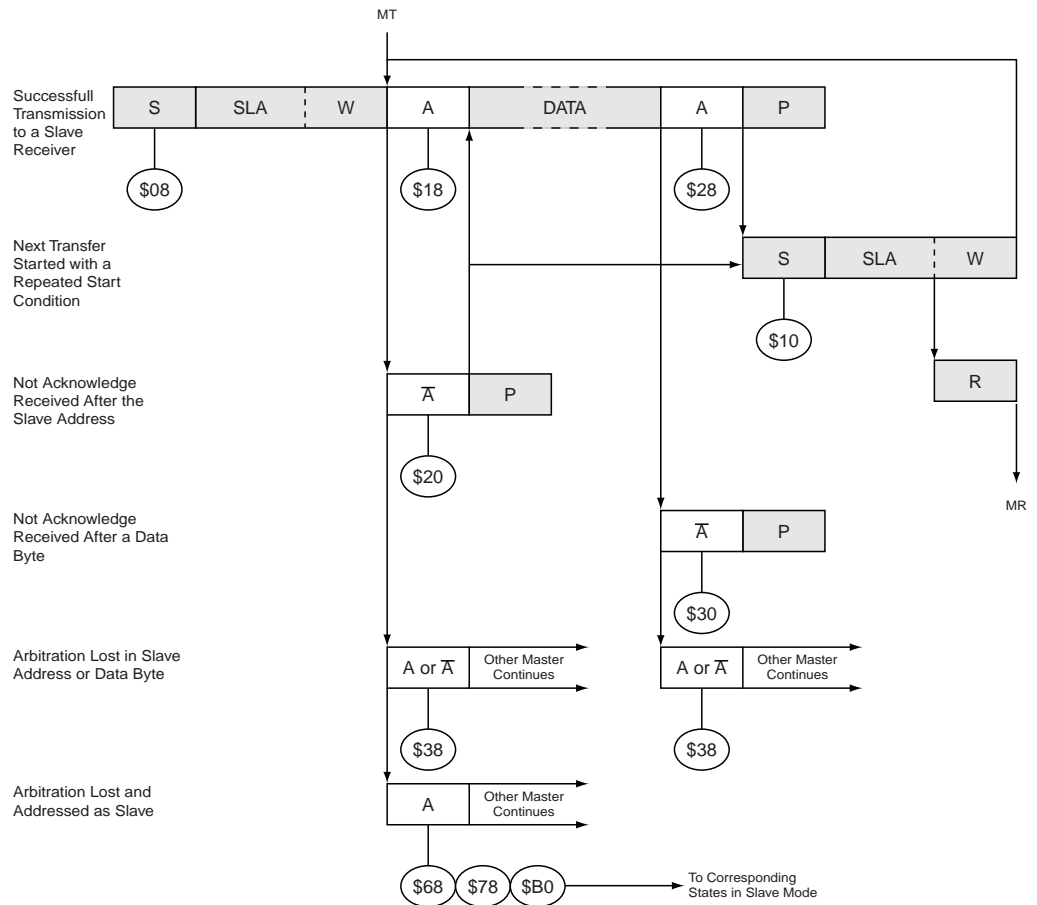 MT
Successfull
Transmission
to a Slave
Receiver
S SLA W A DATA A P
$08 $18 $28
Next Transfer
Started with a
Repeated Start
Condition
S SLA W
$10
Not Acknowledge
Received After the
Slave Address
A̅ P
R
$20
MR
Not Acknowledge
Received After a Data
Byte
A̅ P
$30
Arbitration Lost in Slave
Address or Data Byte
A or A̅
Other Master
Continues
A or A̅
Other Master
Continues
$38 $38
Arbitration Lost and
Addressed as Slave
A
Other Master
Continues
$68 $78 $B0
To Corresponding
States in Slave Mode